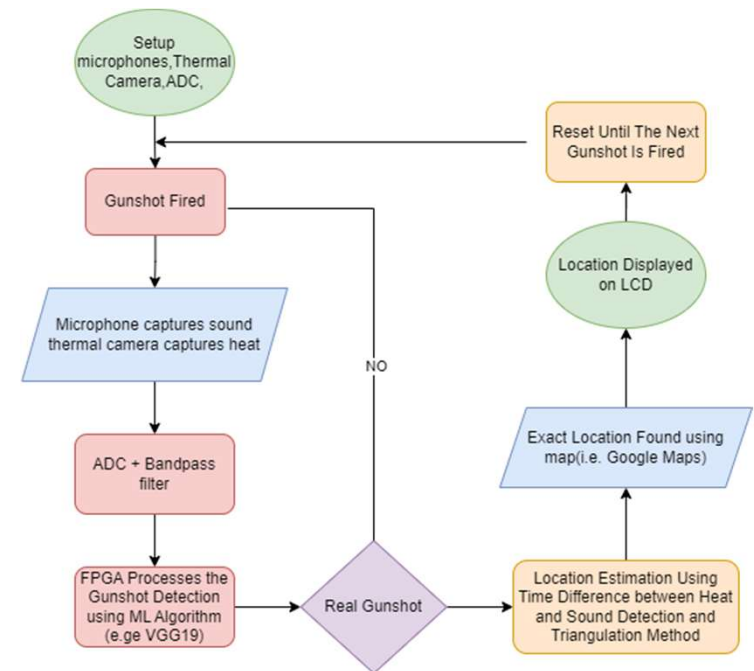 Setup
microphones,Thermal
Camera,ADC,
Gunshot Fired
Microphone captures sound
thermal camera captures heat
ADC + Bandpass
filter
FPGA Processes the
Gunshot Detection
using ML Algorithm
(e.ge VGG19)
Real Gunshot
NO
Location Estimation Using
Time Difference between Heat
and Sound Detection and
Triangulation Method
Exact Location Found using
map(i.e. Google Maps)
Location Displayed
on LCD
Reset Until The Next
Gunshot Is Fired